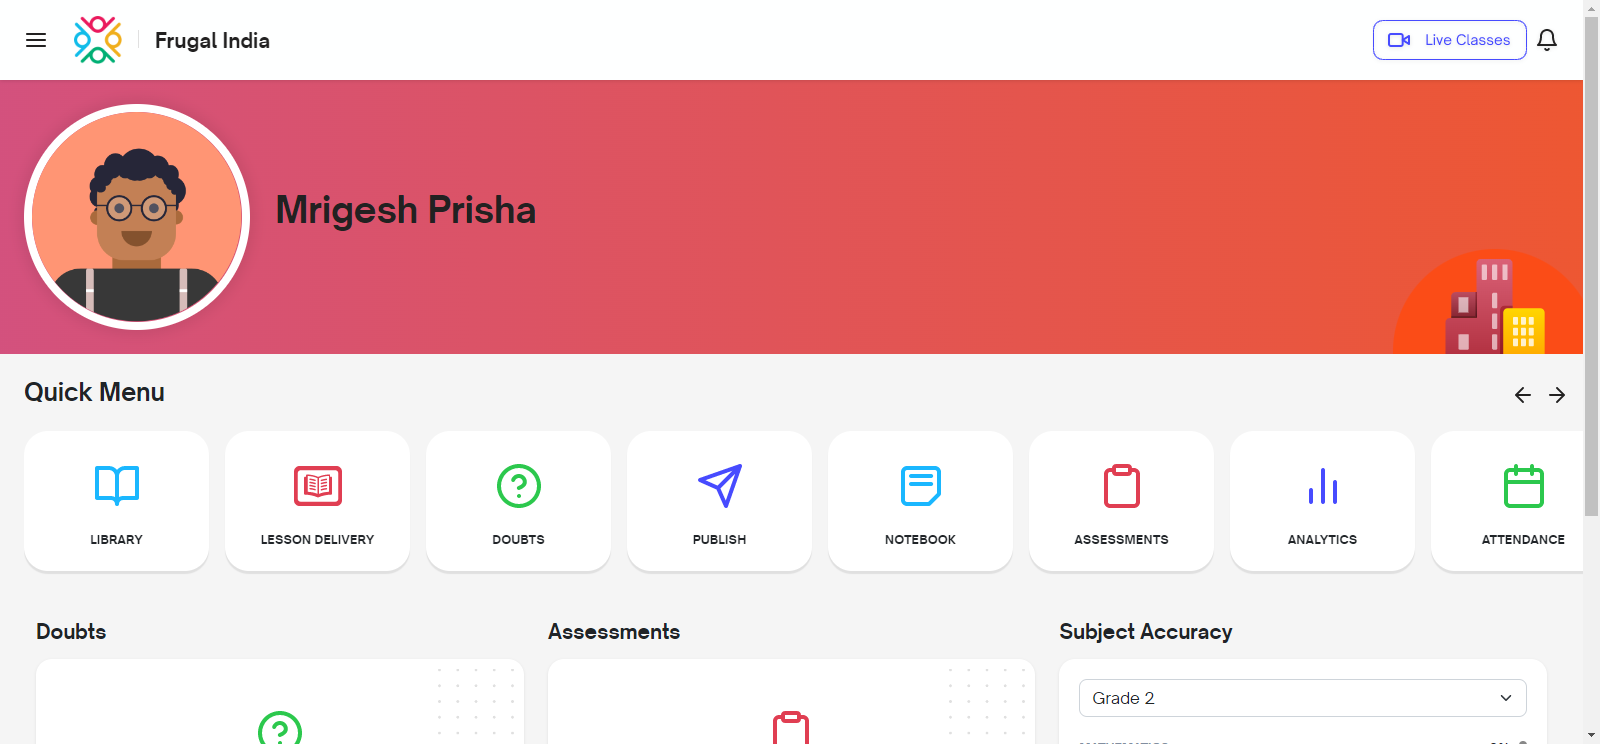 Frugal India
Live Classes
Mrigesh Prisha
Quick Menu
LIBRARY
LESSON DELIVERY
DOUBTS
PUBLISH
NOTEBOOK
ASSESSMENTS
ANALYTICS
ATTENDANCE
Doubts
Assessments
Subject Accuracy
Grade 2